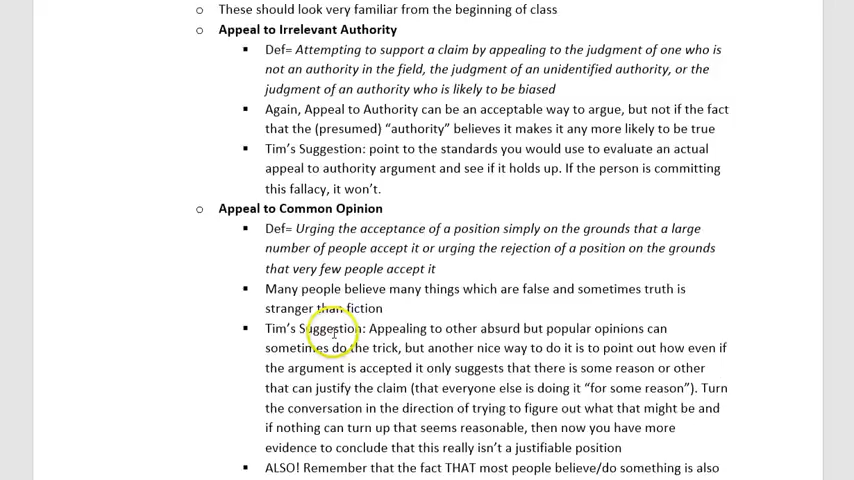 o These should look very familiar from the beginning of class
o Appeal to Irrelevant Authority
▪ Def= Attempting to support a claim by appealing to the judgment of one who is
not an authority in the field, the judgment of an unidentified authority, or the
judgment of an authority who is likely to be biased
▪ Again, Appeal to Authority can be an acceptable way to argue, but not if the fact
that the (presumed) “authority” believes it makes it any more likely to be true
▪ Tim’s Suggestion: point to the standards you would use to evaluate an actual
appeal to authority argument and see if it holds up. If the person is committing
this fallacy, it won’t.
o Appeal to Common Opinion
▪ Def= Urging the acceptance of a position simply on the grounds that a large
number of people accept it or urging the rejection of a position on the grounds
that very few people accept it
▪ Many people believe many things which are false and sometimes truth is
stranger than fiction
▪ Tim’s Suggestion: Appealing to other absurd but popular opinions can
sometimes do the trick, but another nice way to do it is to point out how even if
the argument is accepted it only suggests that there is some reason or other
that can justify the claim (that everyone else is doing it “for some reason”). Turn
the conversation in the direction of trying to figure out what that might be and
if nothing can turn up that seems reasonable, then now you have more
evidence to conclude that this really isn’t a justifiable position
▪ ALSO! Remember that the fact THAT most people believe/do something is also